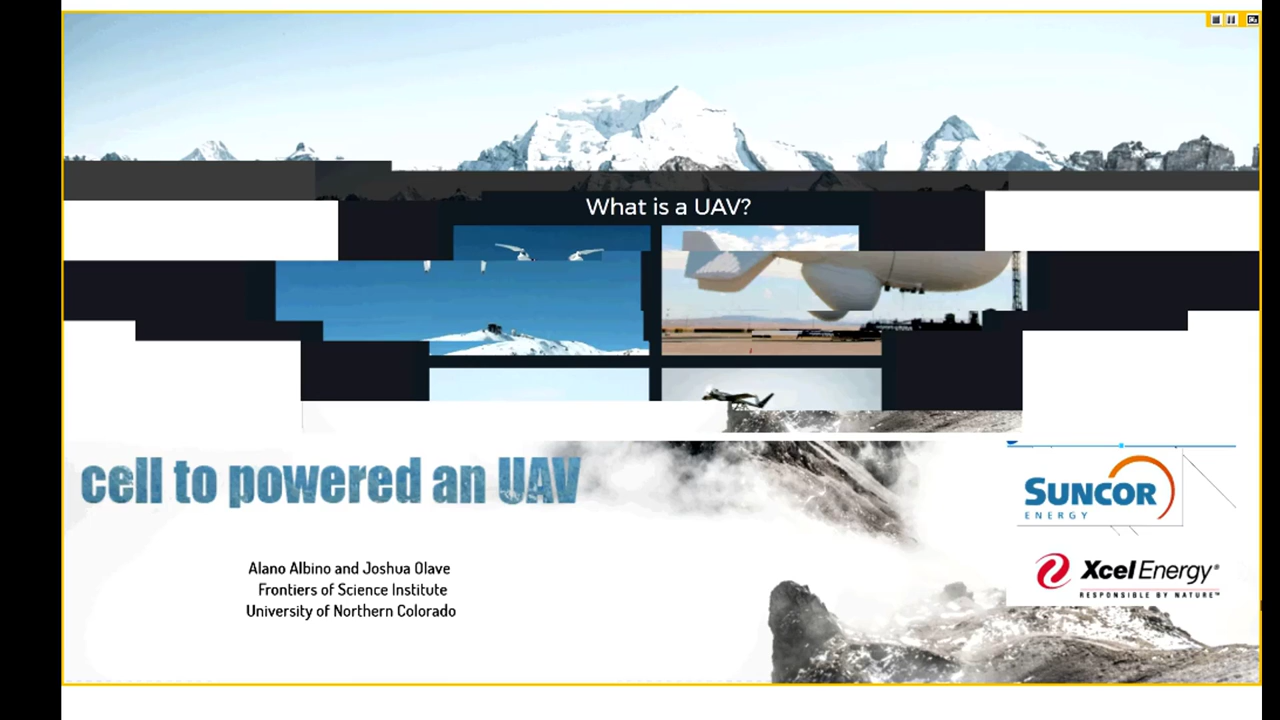 What is a UAV?
cell to powered an UAV
Alano Albino and Joshua Olave
Frontiers of Science Institute
University of Northern Colorado
SUNCOR
ENERGY
Xcel Energy®
RESPONSIBLE BY NATURE™